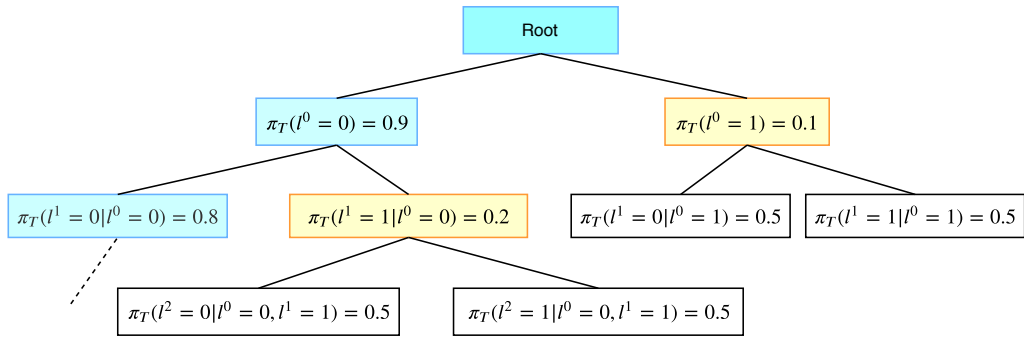 Root
π_T(l^0 = 0) = 0.9
π_T(l^0 = 1) = 0.1
π_T(l^1 = 0|l^0 = 0) = 0.8
π_T(l^1 = 1|l^0 = 0) = 0.2
π_T(l^1 = 0|l^0 = 1) = 0.5
π_T(l^1 = 1|l^0 = 1) = 0.5
π_T(l^2 = 0|l^0 = 0, l^1 = 1) = 0.5
π_T(l^2 = 1|l^0 = 0, l^1 = 1) = 0.5